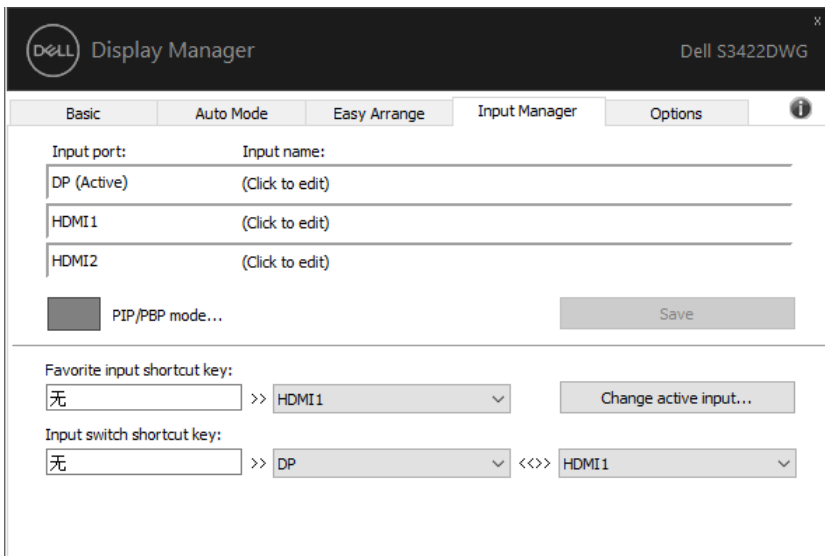 x
DELL Display Manager Dell S3422DWG
Basic Auto Mode Easy Arrange Input Manager Options i
Input port: Input name:
DP (Active) (Click to edit)
HDMI1 (Click to edit)
HDMI2 (Click to edit)
PIP/PBP mode... Save
Favorite input shortcut key:
无 >> HDMI1 Change active input...
Input switch shortcut key:
无 >> DP <<>> HDMI1